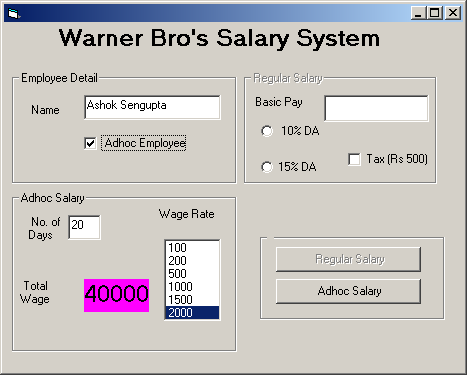 Warner Bro's Salary System
Employee Detail
Name
Ashok Sengupta
Adhoc Employee
Regular Salary
Basic Pay
10% DA
15% DA
Tax (Rs 500)
Adhoc Salary
No. of
Days
20
Wage Rate
100
200
500
1000
1500
2000
Total
Wage
40000
Regular Salary
Adhoc Salary